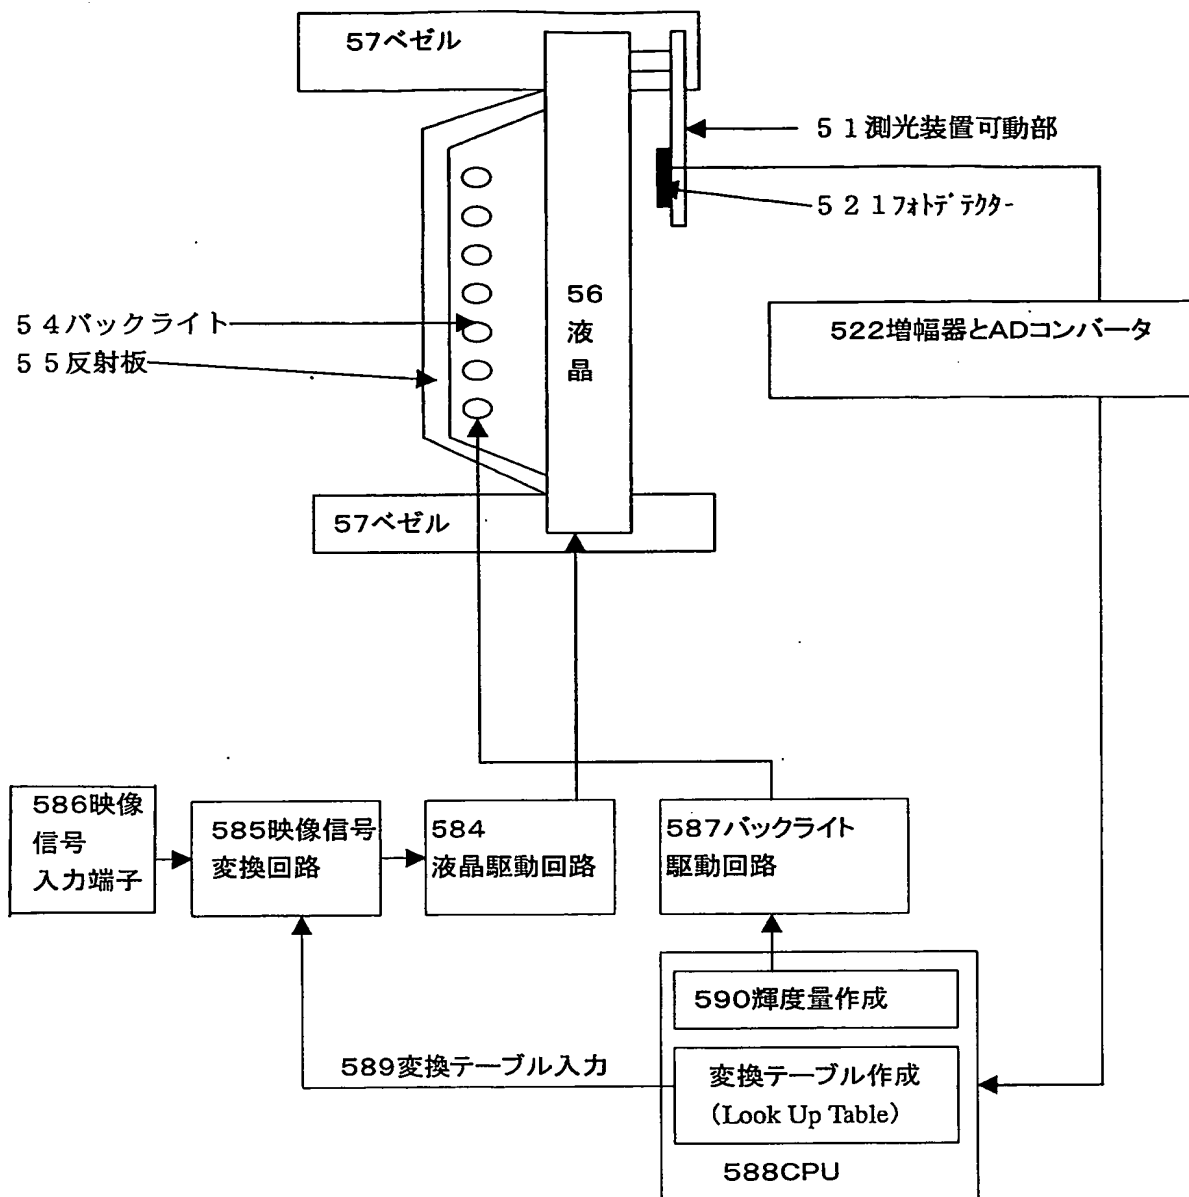 57ベゼル
51測光装置可動部
521フォトデテクター
56
液
晶
54バックライト
55反射板
522増幅器とADコンバータ
57ベゼル
586映像
信号
入力端子
585映像信号
変換回路
584
液晶駆動回路
587バックライト
駆動回路
590輝度量作成
589変換テーブル入力
変換テーブル作成
(Look Up Table)
588CPU